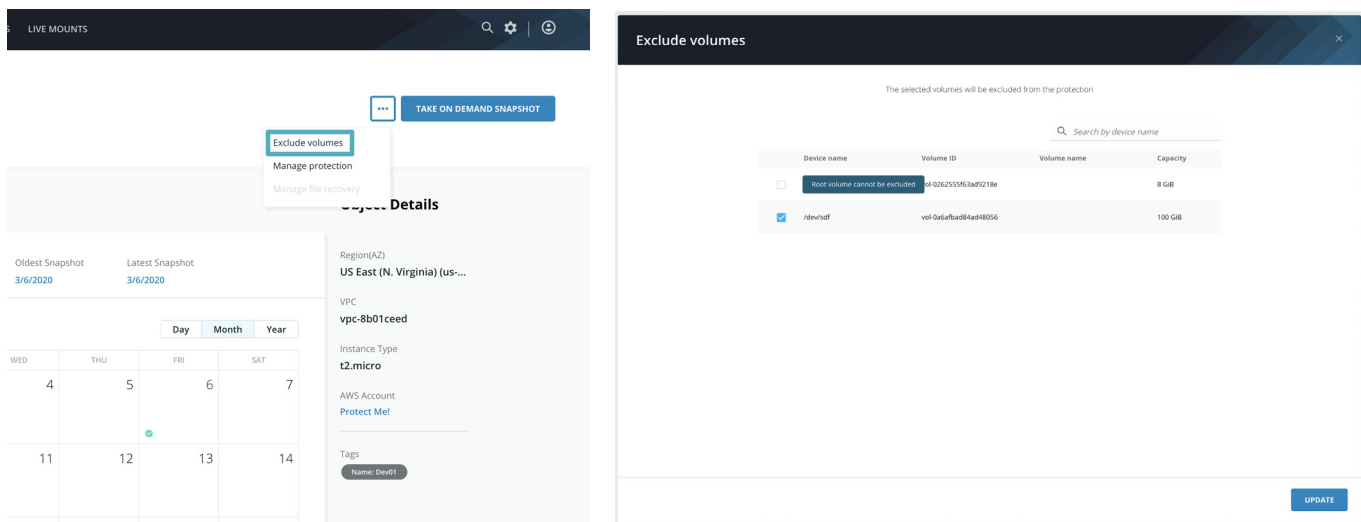 S LIVE MOUNTS
TAKE ON DEMAND SNAPSHOT
Exclude volumes
Manage protection
Manage file recovery
Object Details
Oldest Snapshot Latest Snapshot
3/6/2020 3/6/2020
Day Month Year
WED THU FRI SAT
4 5 6 7
11 12 13 14
Region(AZ)
US East (N. Virginia) (us-...
VPC
vpc-8b01ceed
Instance Type
t2.micro
AWS Account
Protect Me!
Tags
Name: Dev01
Exclude volumes
The selected volumes will be excluded from the protection
Search by device name
Device name Volume ID Volume name Capacity
Root volume cannot be excluded vol-0262555f63ad9218e 8 GiB
/dev/sdf vol-0a6afbad84ad48056 100 GiB
UPDATE